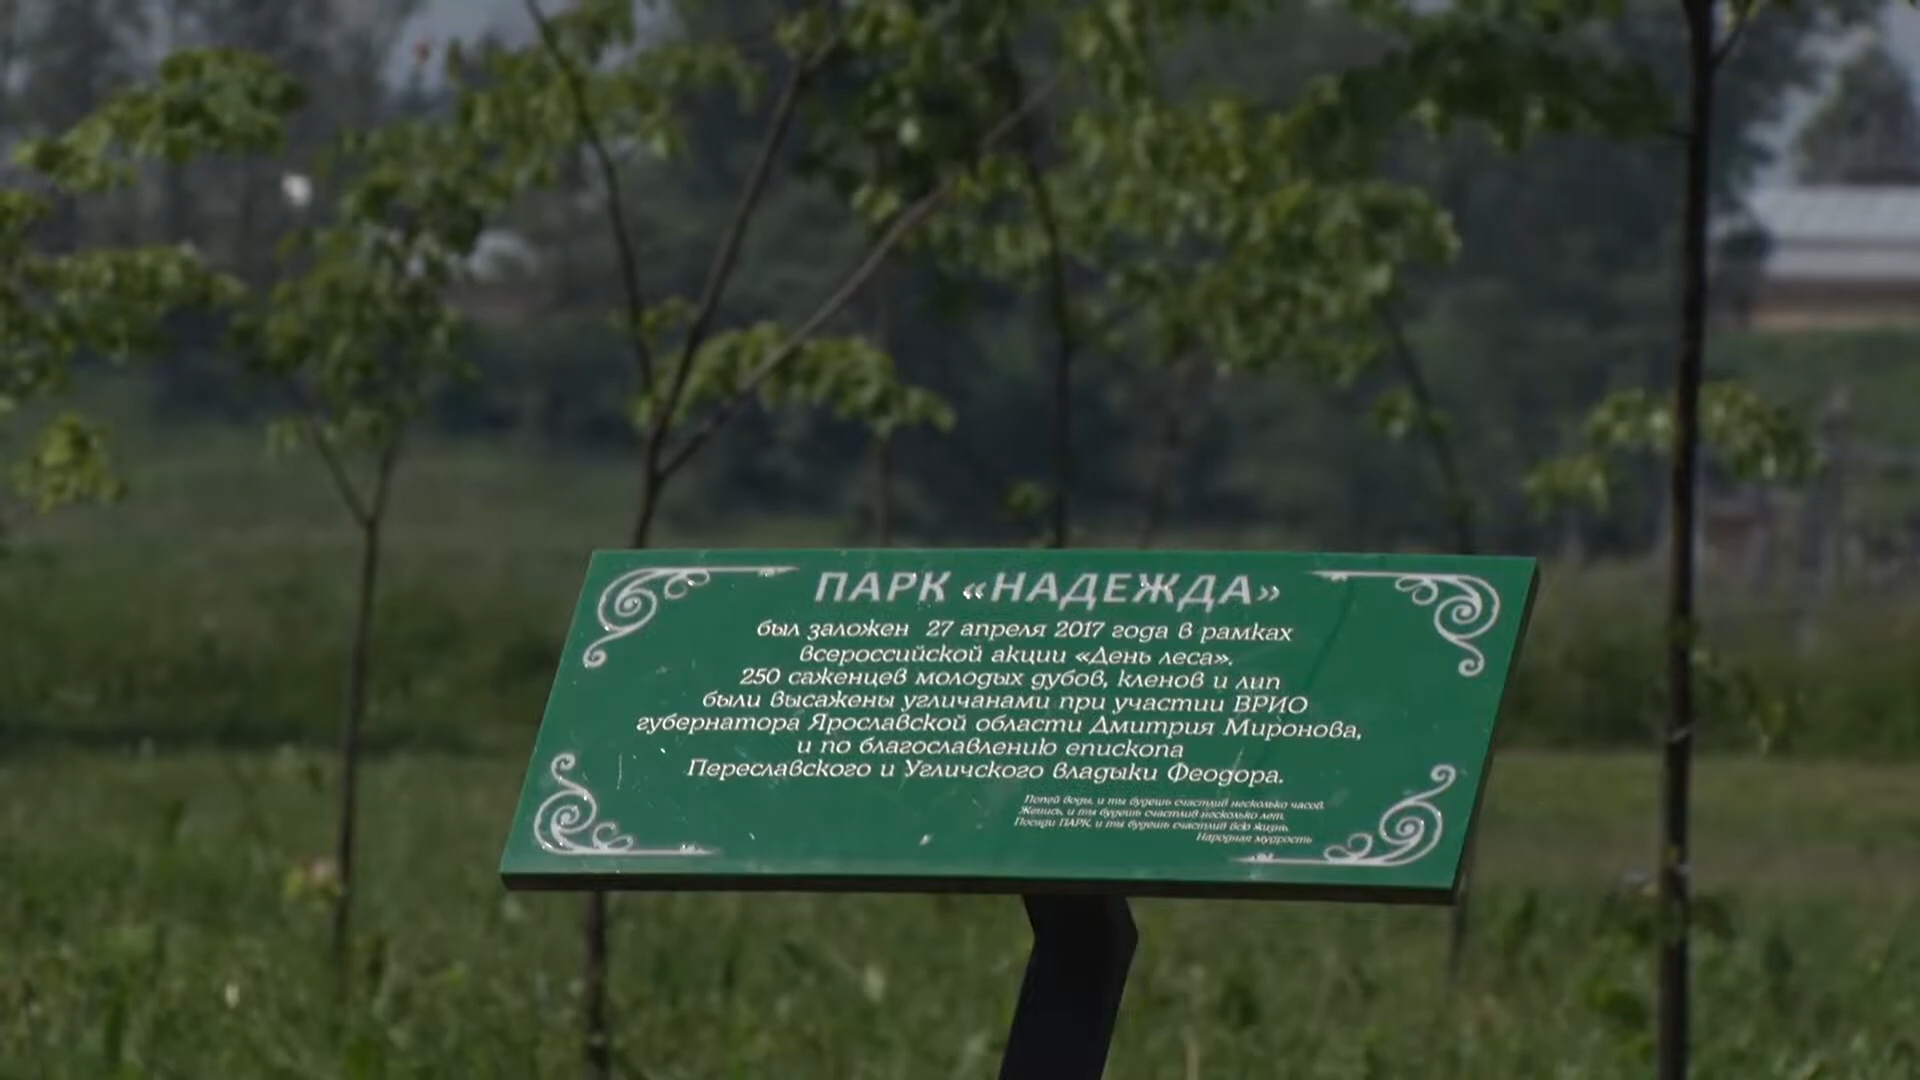 ПАРК «НАДЕЖДА»
был заложен 27 апреля 2017 года в рамках
всероссийской акции «День леса».
250 саженцев молодых дубов, кленов и лип
были высажены угличанами при участии ВРИО
губернатора Ярославской области Дмитрия Миронова,
и по благославлению епископа
Переславского и Угличского владыки Феодора.
Попей воды, и ты будешь счастлив несколько часов.
Женись, и ты будешь счастлив несколько лет.
Посади ПАРК, и ты будешь счастлив всю жизнь.
Народная мудрость